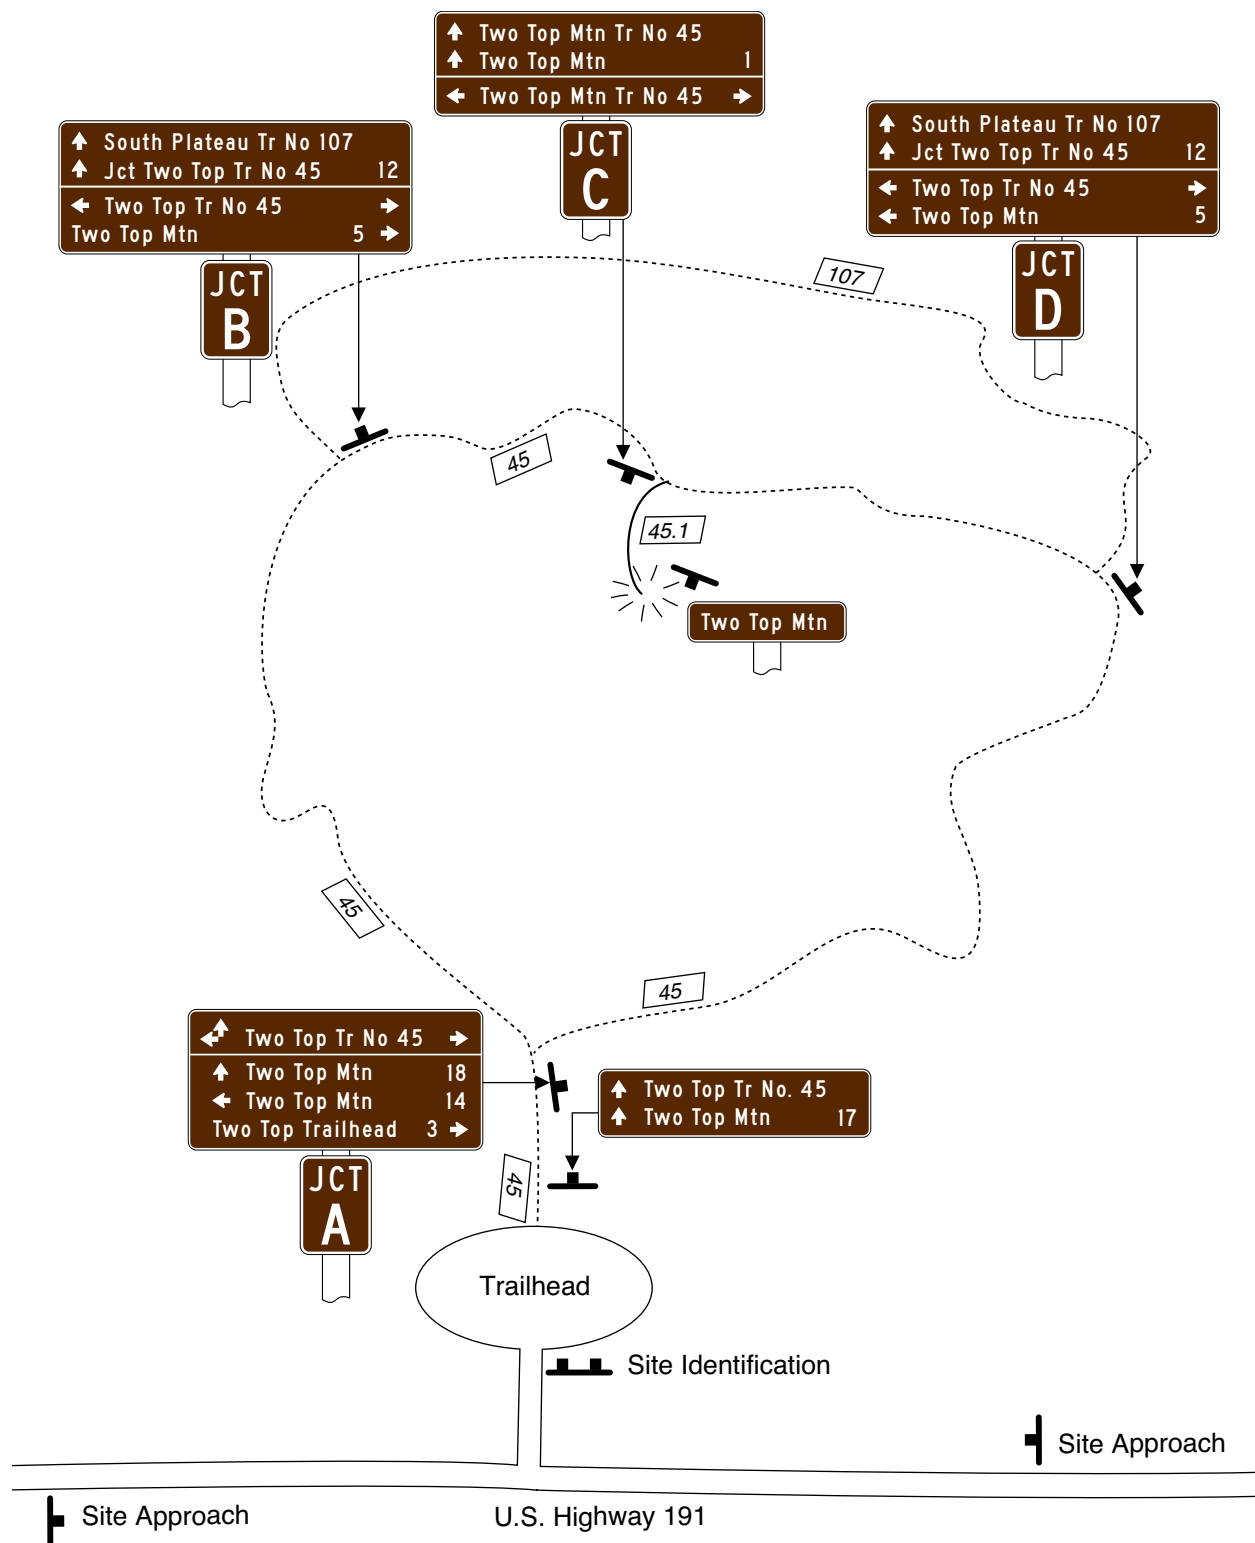 ↑ Two Top Mtn Tr No 45
↑ Two Top Mtn 1
← Two Top Mtn Tr No 45 →
JCT
C
↑ South Plateau Tr No 107
↑ Jct Two Top Tr No 45 12
← Two Top Tr No 45 →
Two Top Mtn 5 →
JCT
B
↑ South Plateau Tr No 107
↑ Jct Two Top Tr No 45 12
← Two Top Tr No 45 →
← Two Top Mtn 5
JCT
D
107
45
45.1
Two Top Mtn
45
45
Two Top Tr No 45 →
↑ Two Top Mtn 18
← Two Top Mtn 14
Two Top Trailhead 3 →
JCT
A
↑ Two Top Tr No. 45
↑ Two Top Mtn 17
45
Trailhead
Site Identification
Site Approach
Site Approach
U.S. Highway 191